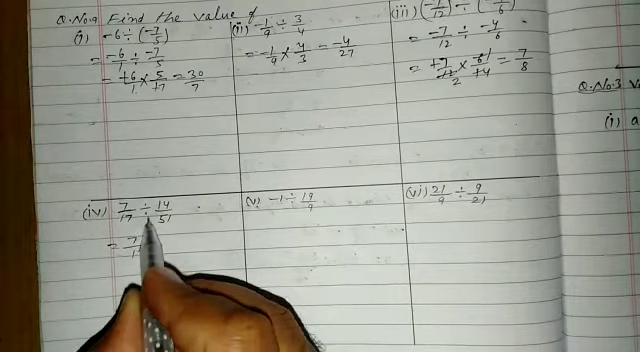 Q.No.9 Find the value of
(i) -6 ÷ (-7/5)
= -6/1 ÷ -7/5
= +6/1 × 5/+7 = 30/7
(ii) -1/9 ÷ 3/4
= -1/9 × 4/3 = -4/27
(iii) (-7/12) ÷ (-4/6)
= -7/12 ÷ -4/6
= +7/12 × 6/+4 = 7/8
2
(iv) 7/17 ÷ 14/51
= 7
(v) -1 ÷ 19/9
(vi) 21/9 ÷ 9/21
Q.No.3
(i) a